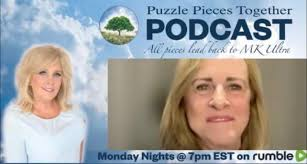 Puzzle Pieces Together
PODCAST
All pieces lead back to MK Ultra
Monday Nights @ 7pm EST on rumble